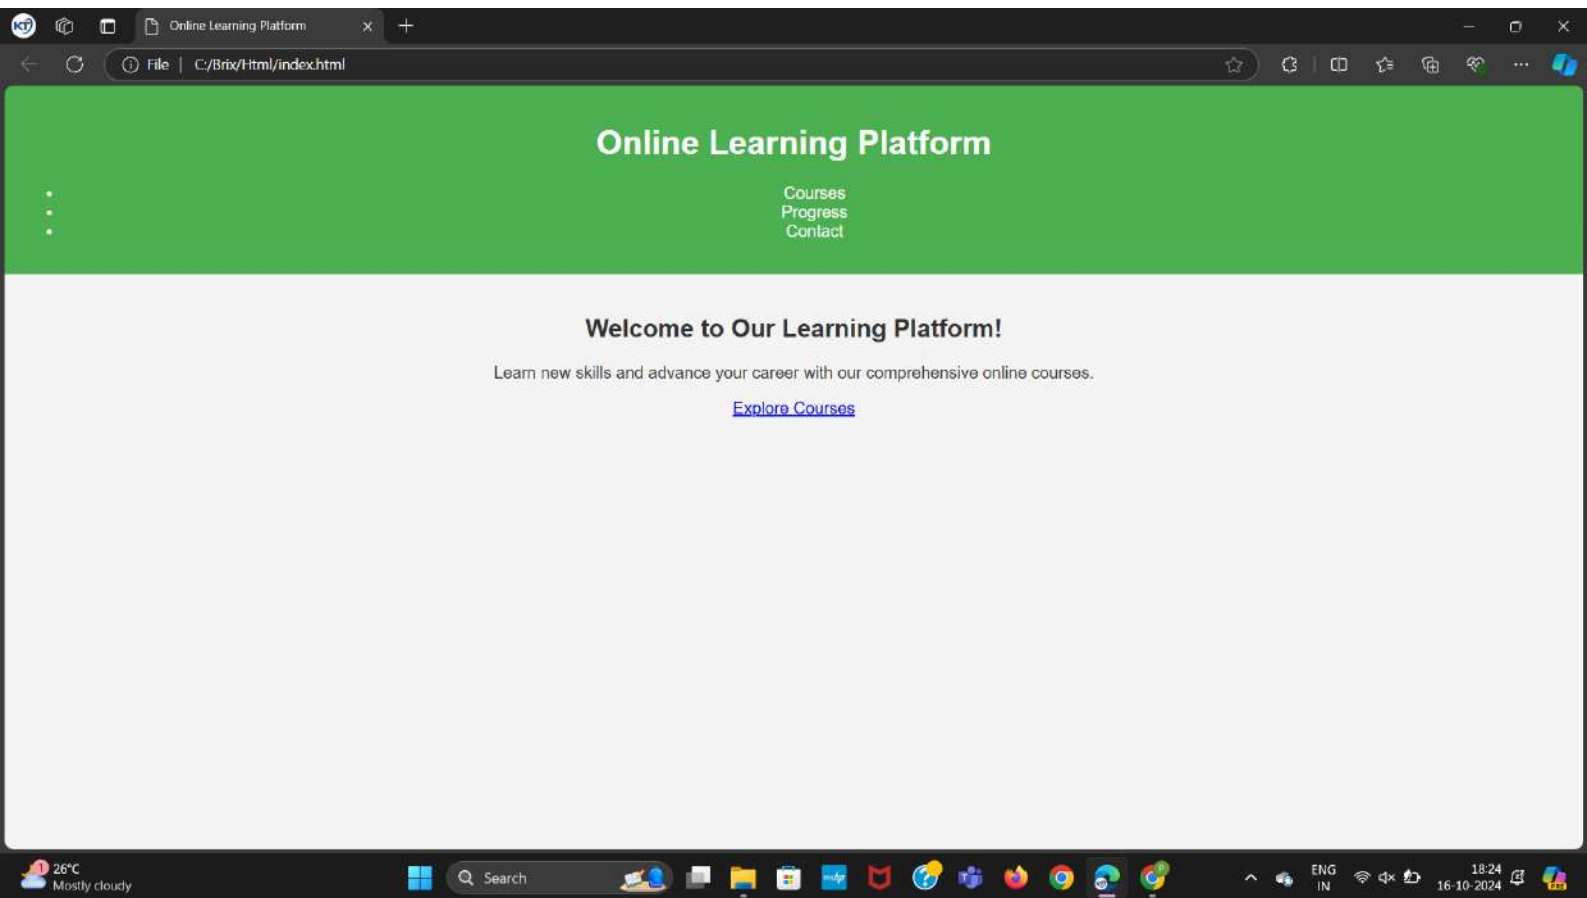 Online Learning Platform
File | C:/Brix/Html/index.html
Online Learning Platform
• Courses
• Progress
• Contact
Welcome to Our Learning Platform!
Learn new skills and advance your career with our comprehensive online courses.
Explore Courses
1
26°C
Mostly cloudy
Search
ENG
IN
18:24
16-10-2024